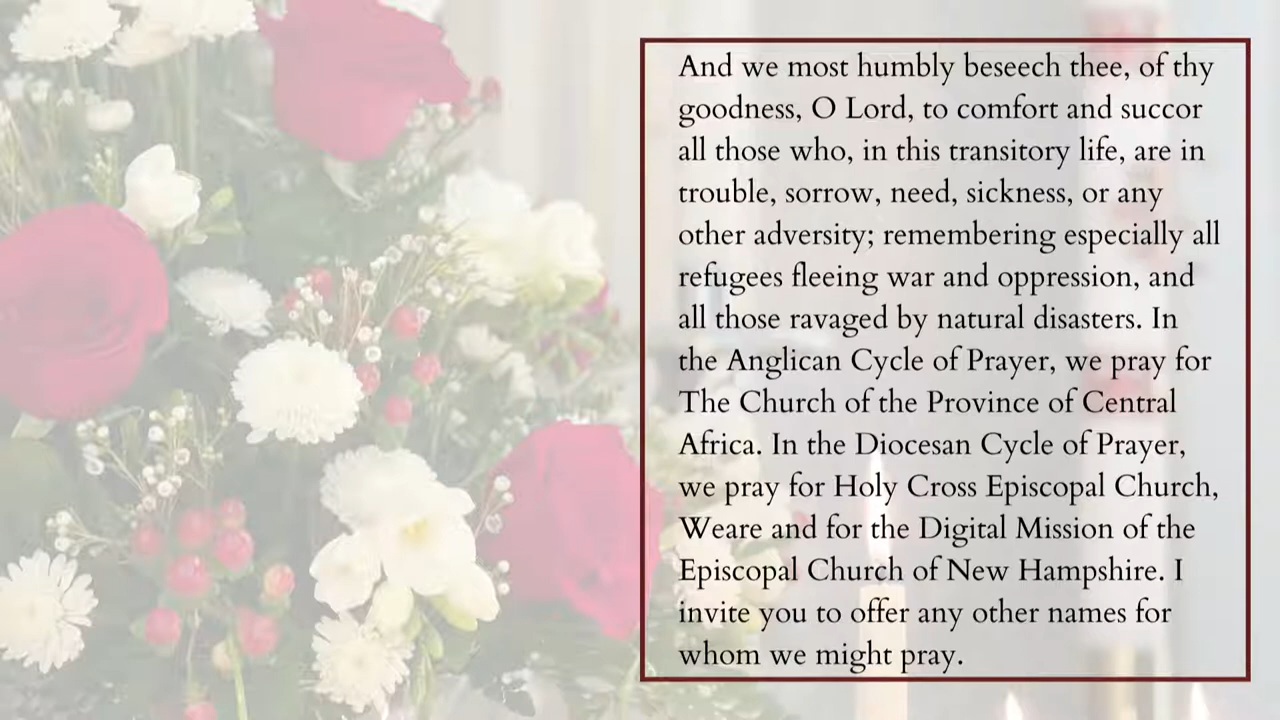 And we most humbly beseech thee, of thy
goodness, O Lord, to comfort and succor
all those who, in this transitory life, are in
trouble, sorrow, need, sickness, or any
other adversity; remembering especially all
refugees fleeing war and oppression, and
all those ravaged by natural disasters. In
the Anglican Cycle of Prayer, we pray for
The Church of the Province of Central
Africa. In the Diocesan Cycle of Prayer,
we pray for Holy Cross Episcopal Church,
Weare and for the Digital Mission of the
Episcopal Church of New Hampshire. I
invite you to offer any other names for
whom we might pray.